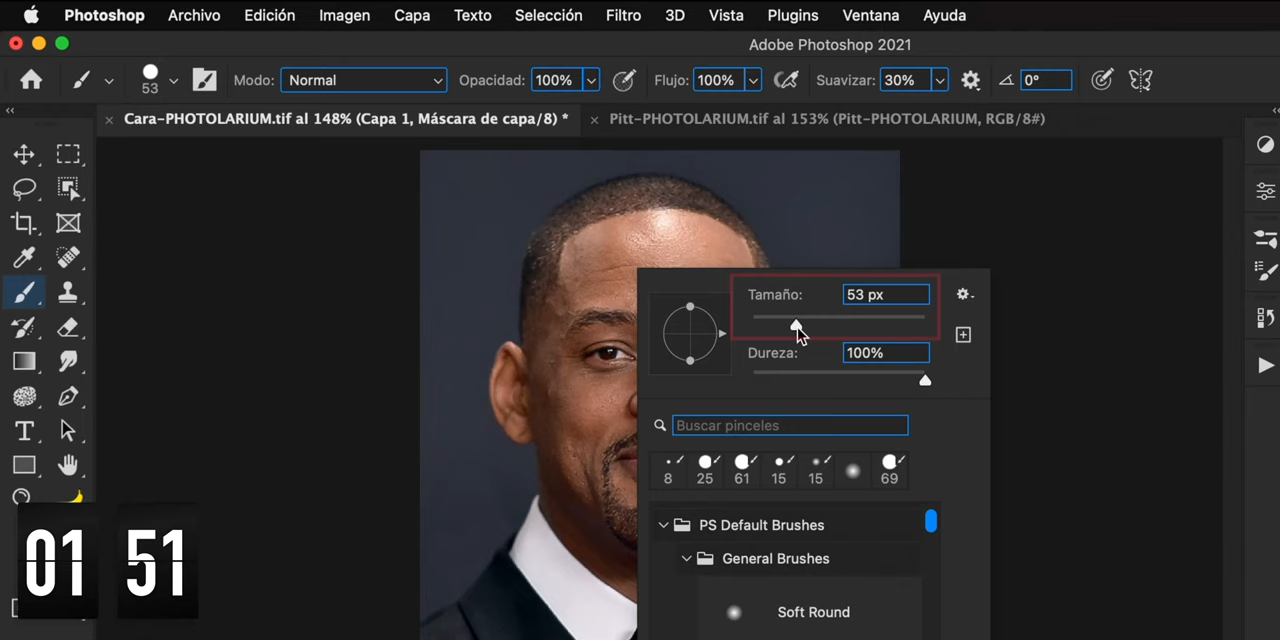 Photoshop Archivo Edición Imagen Capa Texto Selección Filtro 3D Vista Plugins Ventana Ayuda
Adobe Photoshop 2021
53 Modo: Normal Opacidad: 100% Flujo: 100% Suavizar: 30% 0°
Cara-PHOTOLARIUM.tif al 148% (Capa 1, Máscara de capa/8) * Pitt-PHOTOLARIUM.tif al 153% (Pitt-PHOTOLARIUM, RGB/8#)
Tamaño: 53 px
Dureza: 100%
Buscar pinceles
8 25 61 15 15 69
PS Default Brushes
General Brushes
Soft Round
01 51